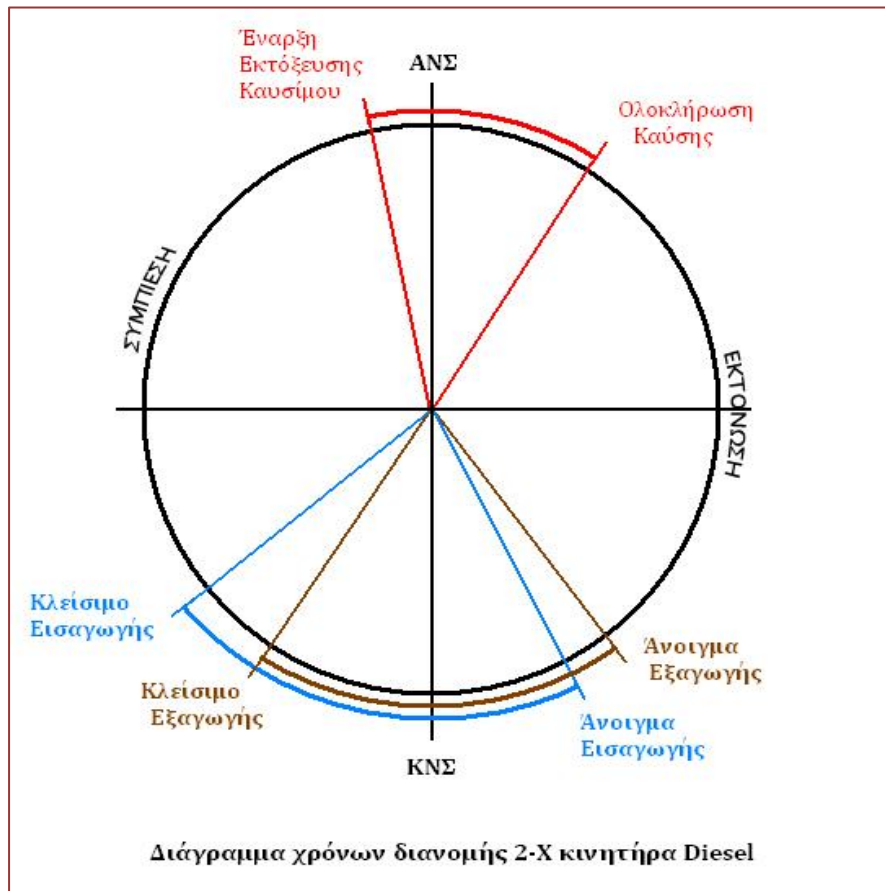 Έναρξη
Εκτόξευσης
Καυσίμου
ΑΝΣ
Ολοκλήρωση
Καύσης
ΣΥΜΠΙΕΣΗ
ΕΚΤΟΝΩΣΗ
Κλείσιμο
Εισαγωγής
Κλείσιμο
Εξαγωγής
Άνοιγμα
Εξαγωγής
Άνοιγμα
Εισαγωγής
ΚΝΣ
Διάγραμμα χρόνων διανομής 2-Χ κινητήρα Diesel